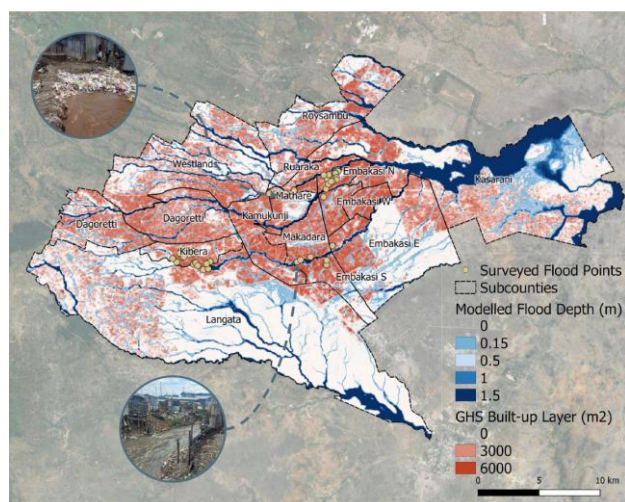 Roysambu
Westlands
Ruaraka
Embakasi N
Kasarani
Mathare
Embakasi W
Dagoretti
Dagoretti
Kamukunji
Makadara
Embakasi E
Kibera
Embakasi S
Langata
Surveyed Flood Points
Subcounties
Modelled Flood Depth (m)
0
0.15
0.5
1
1.5
GHS Built-up Layer (m2)
0
3000
6000
0 5 10 km